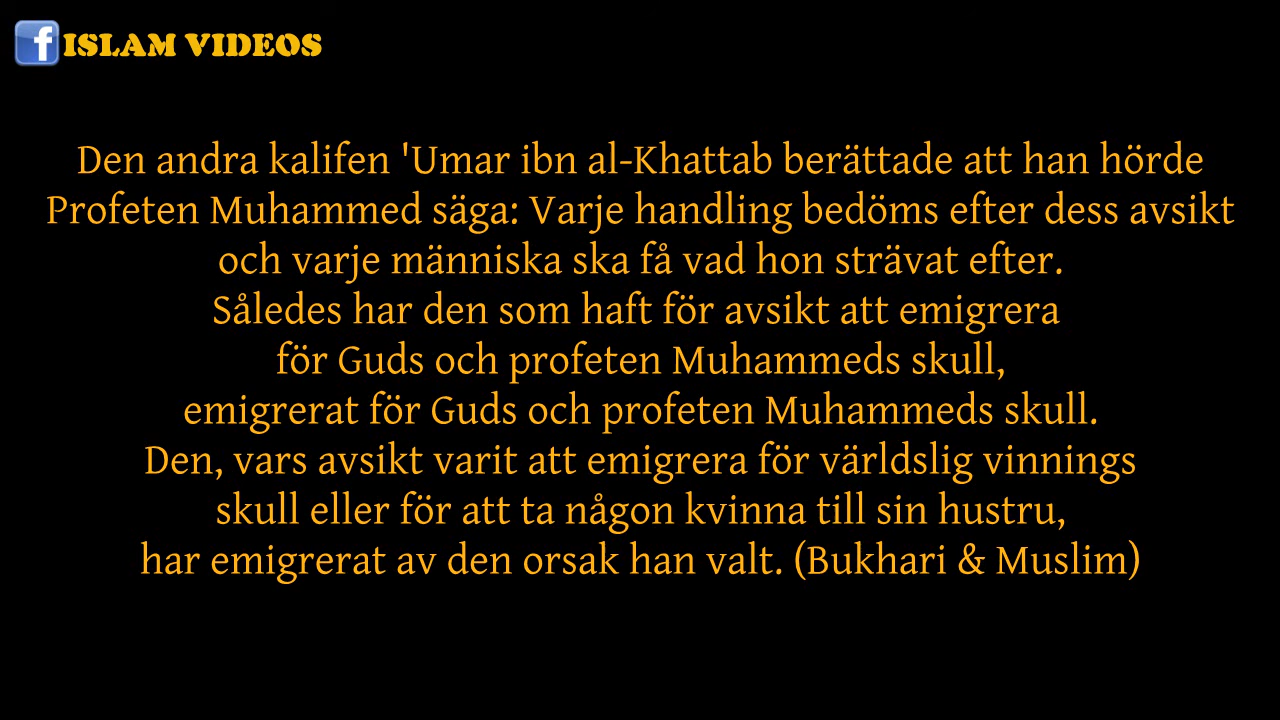 f ISLAM VIDEOS
Den andra kalifen 'Umar ibn al-Khattab berättade att han hörde
Profeten Muhammed säga: Varje handling bedöms efter dess avsikt
och varje människa ska få vad hon strävat efter.
Således har den som haft för avsikt att emigrera
för Guds och profeten Muhammeds skull,
emigrerat för Guds och profeten Muhammeds skull.
Den, vars avsikt varit att emigrera för världslig vinnings
skull eller för att ta någon kvinna till sin hustru,
har emigrerat av den orsak han valt. (Bukhari & Muslim)